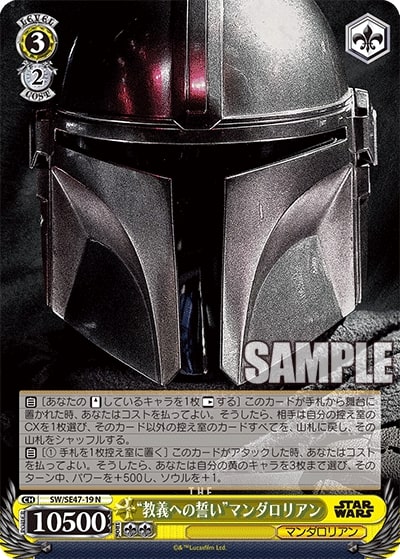 LEVEL
3
2
COST
SAMPLE
自 [あなたの しているキャラを1枚 する] このカードが手札から舞台に
置かれた時、あなたはコストを払ってよい。そうしたら、相手は自分の控え室の
CXを1枚選び、そのカード以外の控え室のカードすべてを、山札に戻し、その
山札をシャッフルする。
自 [① 手札を1枚控え室に置く] このカードがアタックした時、あなたは
コストを払ってよい。そうしたら、あなたは自分の黄のキャラを3枚まで選び、
そのターン中、パワーを+500し、ソウルを+1。
CH SW/SE47-19 N
THE
10500
“教義への誓い”マンダロリアン
STAR WARS
©&™Lucasfilm Ltd.
マンダロリアン